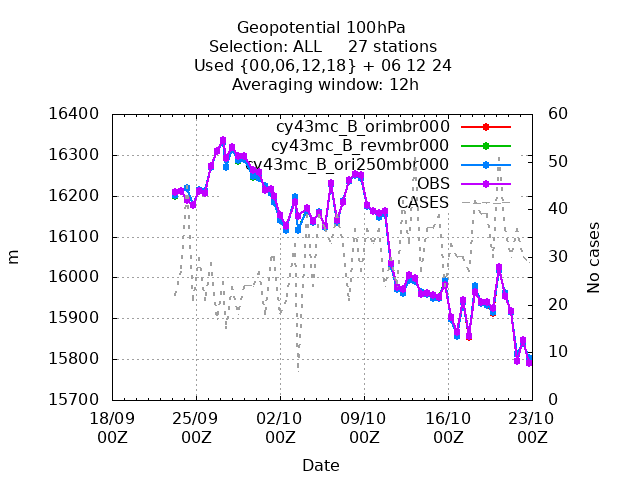 Geopotential 100hPa
Selection: ALL     27 stations
Used {00,06,12,18} + 06 12 24
Averaging window: 12h
cy43mc_B_orimbr000
cy43mc_B_revmbr000
cy43mc_B_ori250mbr000
OBS
CASES
16400
16300
16200
16100
16000
15900
15800
15700
m
60
50
40
30
20
10
0
No cases
18/09 25/09 02/10 09/10 16/10 23/10
00Z 00Z 00Z 00Z 00Z 00Z
Date